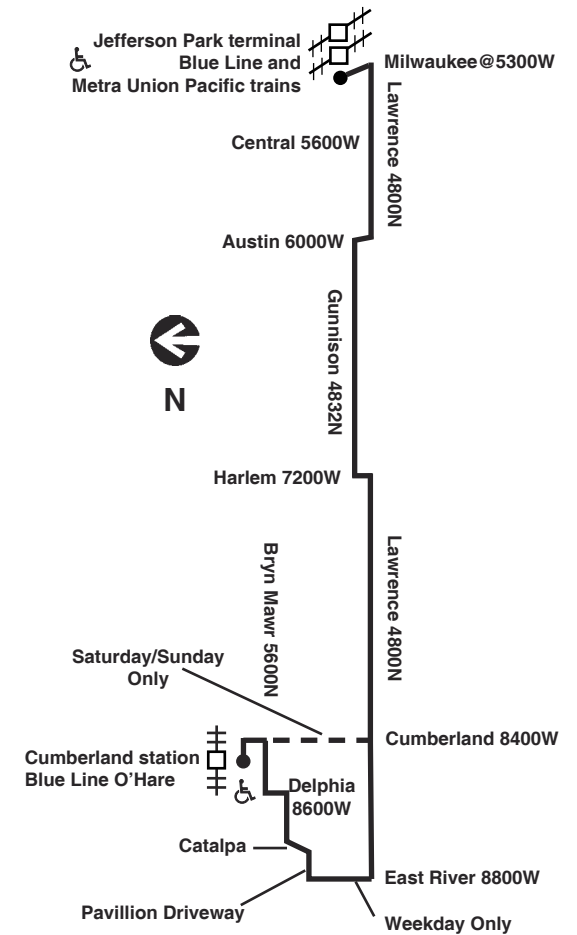 Jefferson Park terminal
Blue Line and
Metra Union Pacific trains
Milwaukee@5300W
Lawrence 4800N
Central 5600W
Austin 6000W
Gunnison 4832N
N
Harlem 7200W
Bryn Mawr 5600N
Lawrence 4800N
Saturday/Sunday
Only
Cumberland 8400W
Cumberland station
Blue Line O'Hare
Delphia
8600W
Catalpa
East River 8800W
Pavillion Driveway
Weekday Only